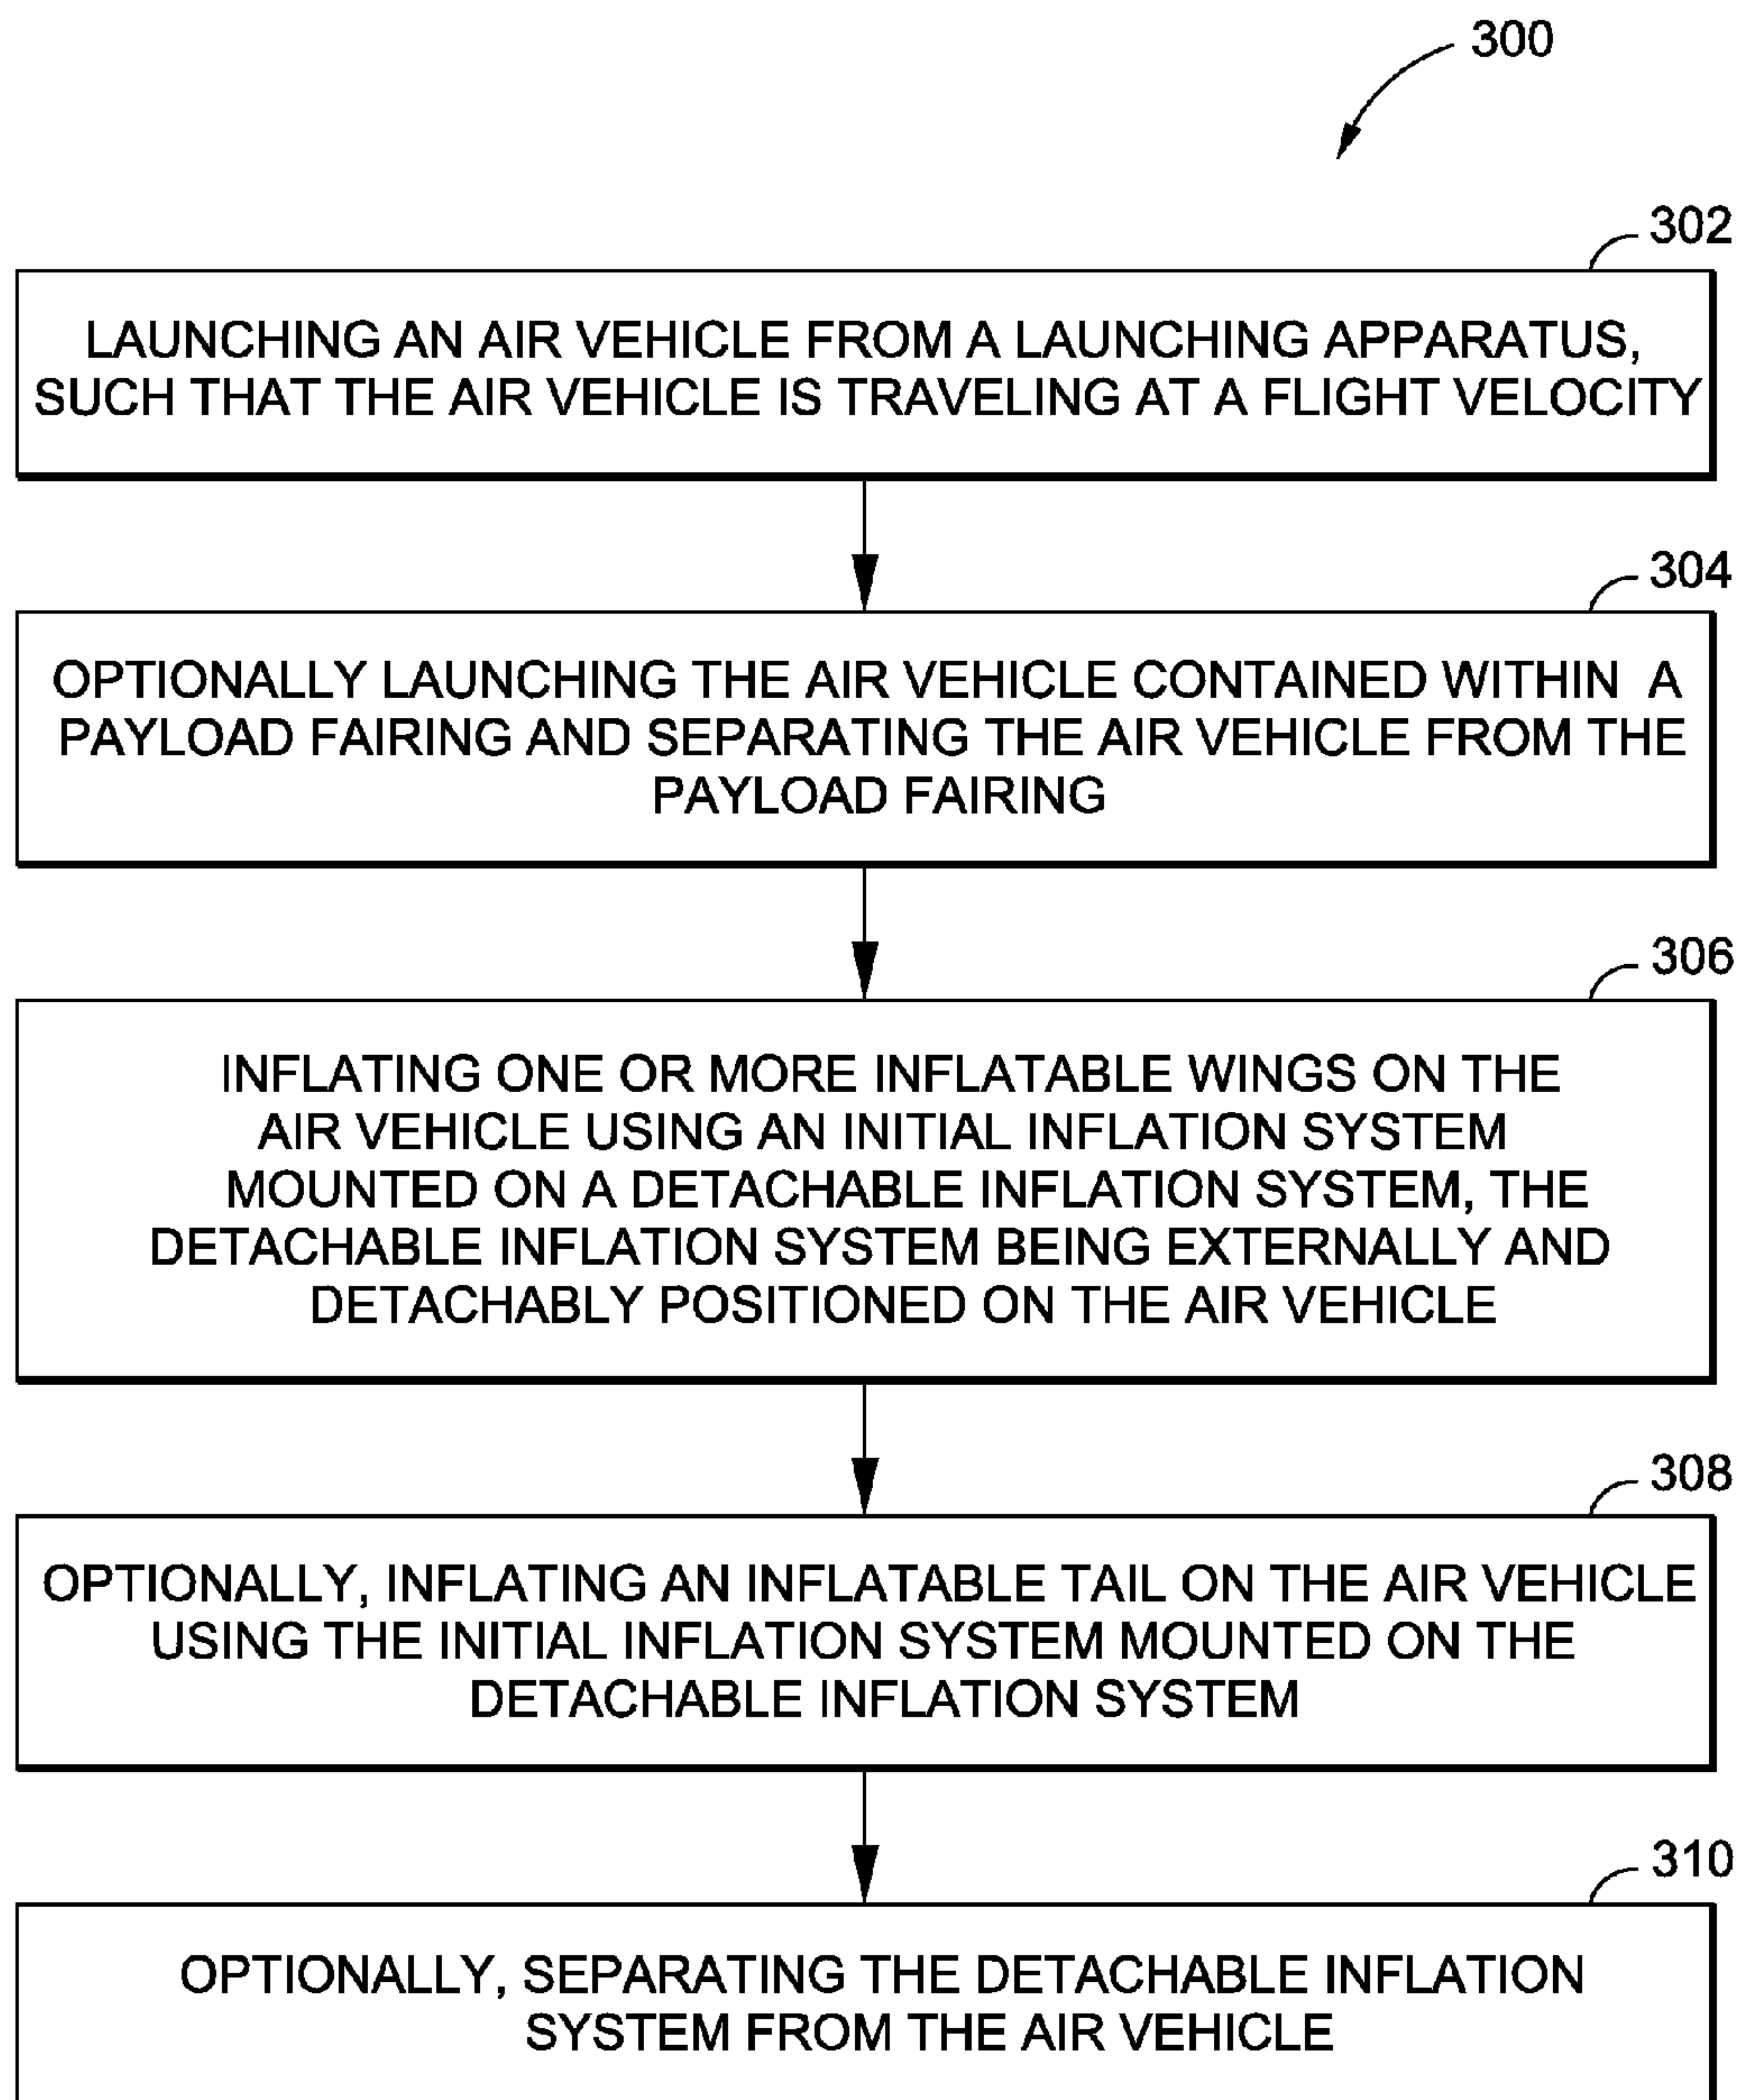 300
302
LAUNCHING AN AIR VEHICLE FROM A LAUNCHING APPARATUS,
SUCH THAT THE AIR VEHICLE IS TRAVELING AT A FLIGHT VELOCITY
304
OPTIONALLY LAUNCHING THE AIR VEHICLE CONTAINED WITHIN A
PAYLOAD FAIRING AND SEPARATING THE AIR VEHICLE FROM THE
PAYLOAD FAIRING
306
INFLATING ONE OR MORE INFLATABLE WINGS ON THE
AIR VEHICLE USING AN INITIAL INFLATION SYSTEM
MOUNTED ON A DETACHABLE INFLATION SYSTEM, THE
DETACHABLE INFLATION SYSTEM BEING EXTERNALLY AND
DETACHABLY POSITIONED ON THE AIR VEHICLE
308
OPTIONALLY, INFLATING AN INFLATABLE TAIL ON THE AIR VEHICLE
USING THE INITIAL INFLATION SYSTEM MOUNTED ON THE
DETACHABLE INFLATION SYSTEM
310
OPTIONALLY, SEPARATING THE DETACHABLE INFLATION
SYSTEM FROM THE AIR VEHICLE